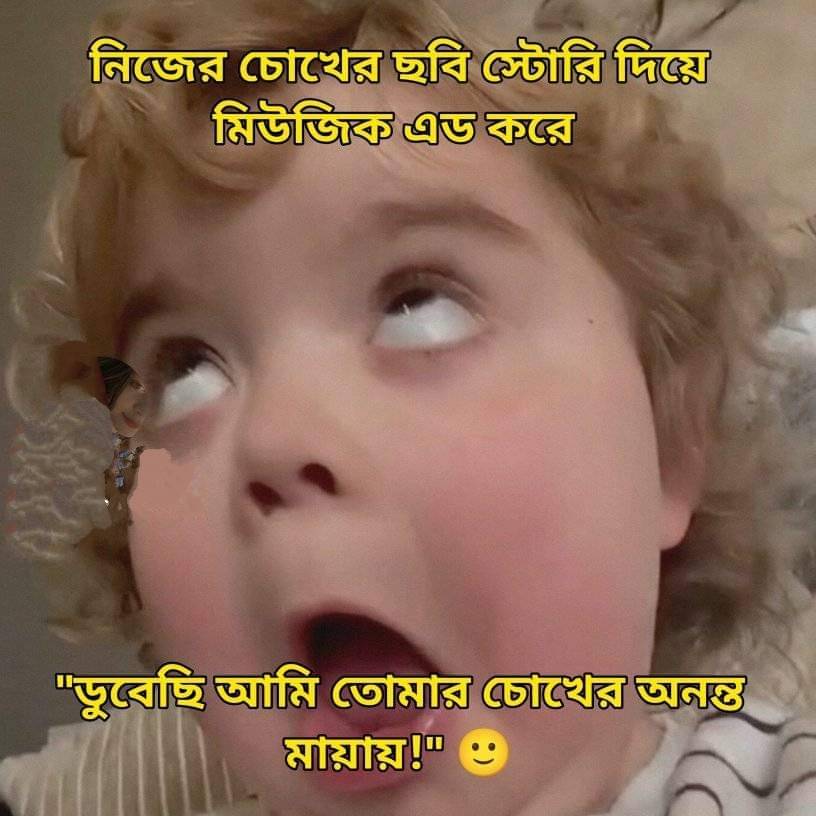 নিজের চোখের ছবি স্টোরি দিয়ে
মিউজিক এড করে
"ডুবেছি আমি তোমার চোখের অনন্ত
মায়ায়!" 🙂